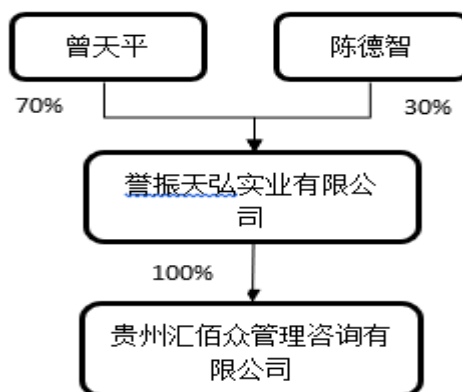 曾天平
陈德智
70%
30%
誉振天弘实业有限公
司
100%
贵州汇佰众管理咨询有
限公司